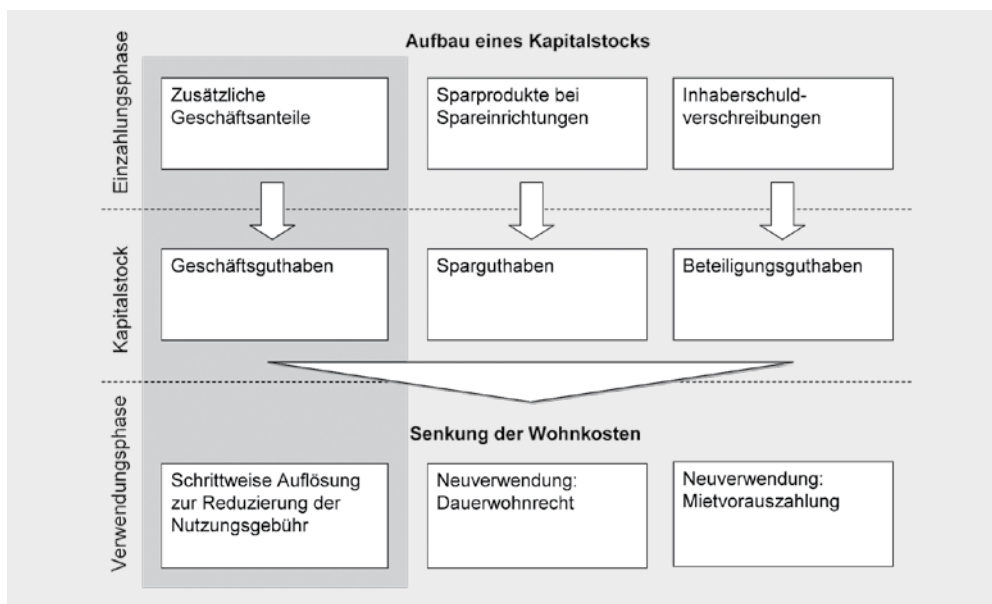 Aufbau eines Kapitalstocks
Einzahlungsphase
Zusätzliche
Geschäftsanteile
Sparprodukte bei
Spareinrichtungen
Inhaberschuld-
verschreibungen
Kapitalstock
Geschäftsguthaben
Sparguthaben
Beteiligungsguthaben
Verwendungsphase
Senkung der Wohnkosten
Schrittweise Auflösung
zur Reduzierung der
Nutzungsgebühr
Neuverwendung:
Dauerwohnrecht
Neuverwendung:
Mietvorauszahlung